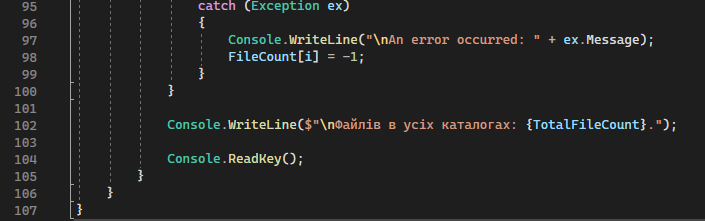 95 catch (Exception ex)
96 {
97 Console.WriteLine("\nAn error occurred: " + ex.Message);
98 FileCount[i] = -1;
99 }
100 }
101
102 Console.WriteLine($"\nФайлів в усіх каталогах: {TotalFileCount}.");
103
104 Console.ReadKey();
105 }
106 }
107 }